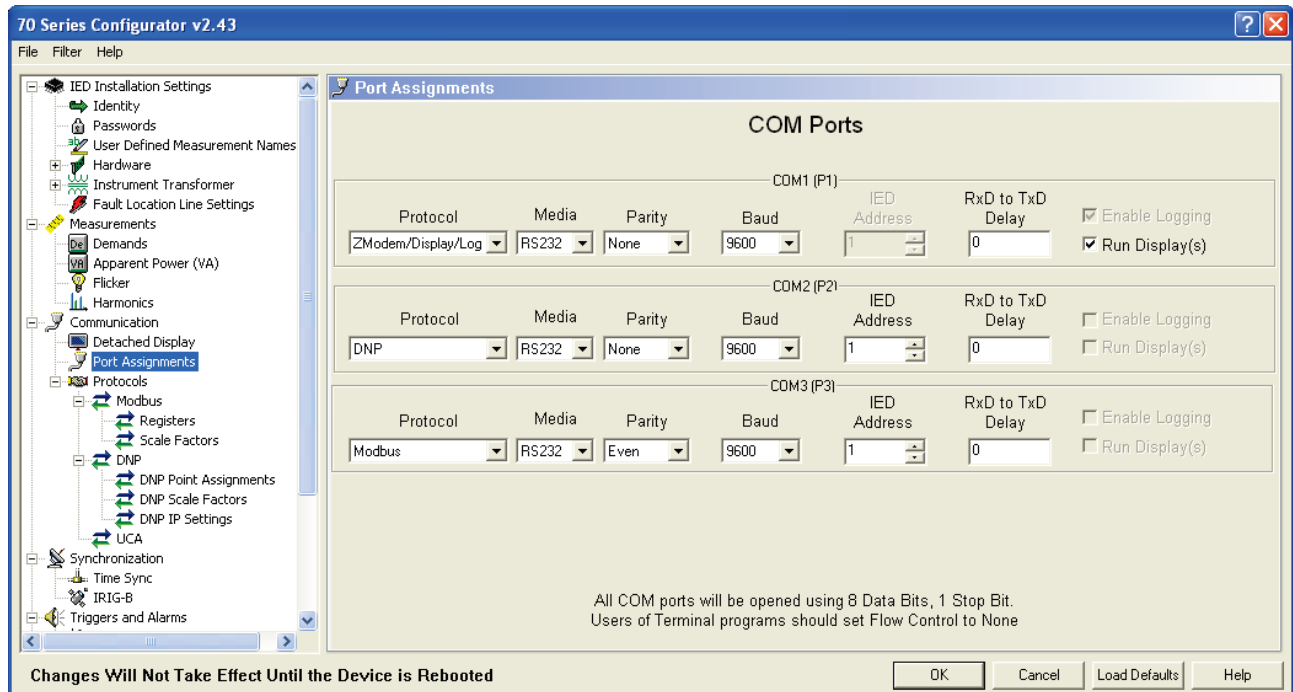 70 Series Configurator v2.43
File Filter Help
IED Installation Settings
Identity
Passwords
User Defined Measurement Names
Hardware
Instrument Transformer
Fault Location Line Settings
Measurements
De Demands
VA Apparent Power (VA)
Flicker
Harmonics
Communication
Detached Display
Port Assignments
Protocols
Modbus
Registers
Scale Factors
DNP
DNP Point Assignments
DNP Scale Factors
DNP IP Settings
UCA
Synchronization
Time Sync
IRIG-B
Triggers and Alarms
Port Assignments
COM Ports
COM1 (P1)
Protocol Media Parity Baud IED Address RxD to TxD Delay
ZModem/Display/Log RS232 None 9600 1 0
Enable Logging
Run Display(s)
COM2 (P2)
Protocol Media Parity Baud IED Address RxD to TxD Delay
DNP RS232 None 9600 1 0
Enable Logging
Run Display(s)
COM3 (P3)
Protocol Media Parity Baud IED Address RxD to TxD Delay
Modbus RS232 Even 9600 1 0
Enable Logging
Run Display(s)
All COM ports will be opened using 8 Data Bits, 1 Stop Bit.
Users of Terminal programs should set Flow Control to None
Changes Will Not Take Effect Until the Device is Rebooted
OK Cancel Load Defaults Help